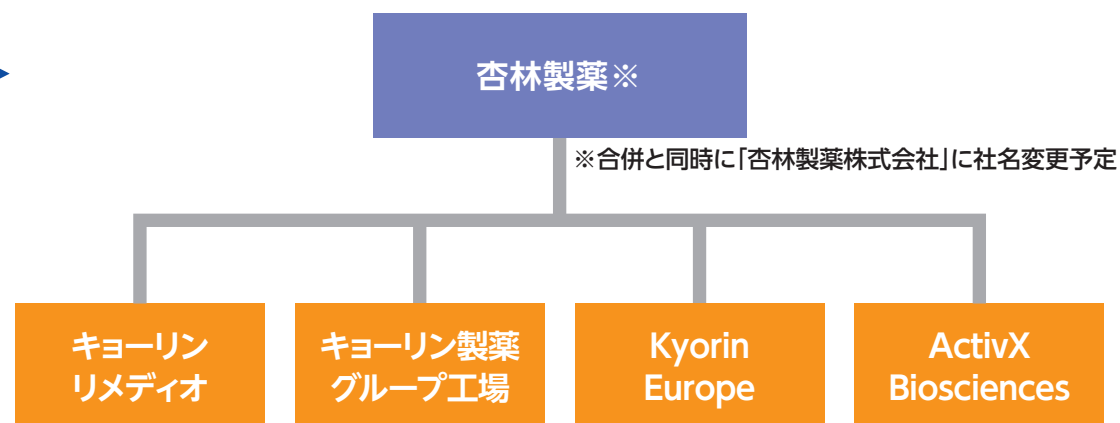 杏林製薬※
※合併と同時に「杏林製薬株式会社」に社名変更予定
キョーリン
リメディオ
キョーリン製薬
グループ工場
Kyorin
Europe
ActivX
Biosciences